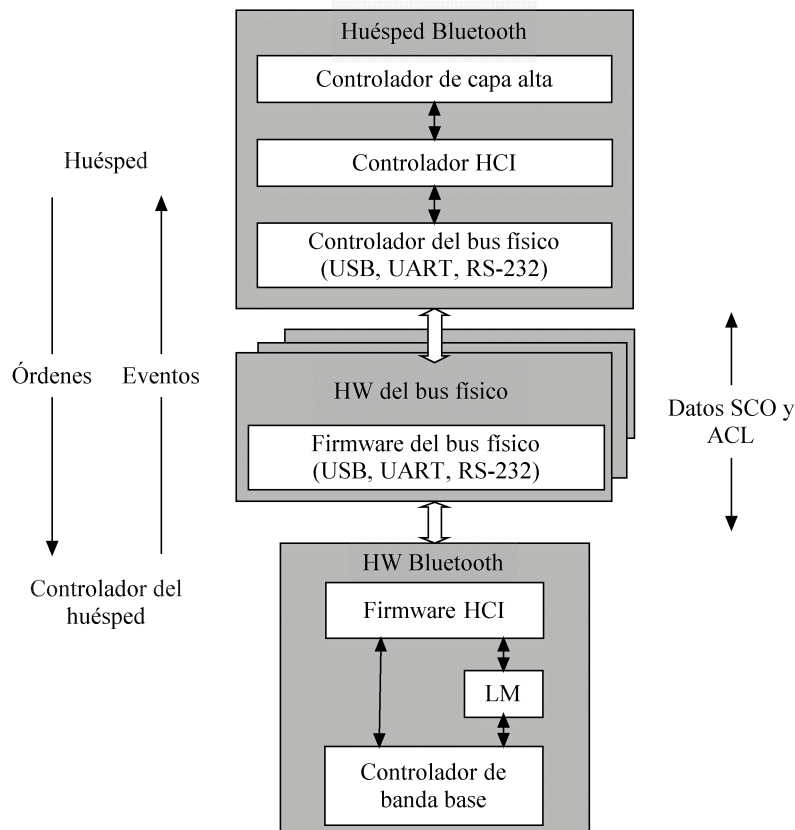 Huésped Bluetooth
Controlador de capa alta
Controlador HCI
Controlador del bus físico
(USB, UART, RS-232)
Huésped
Órdenes
Eventos
Controlador del
huésped
HW del bus físico
Firmware del bus físico
(USB, UART, RS-232)
Datos SCO y
ACL
HW Bluetooth
Firmware HCI
LM
Controlador de
banda base